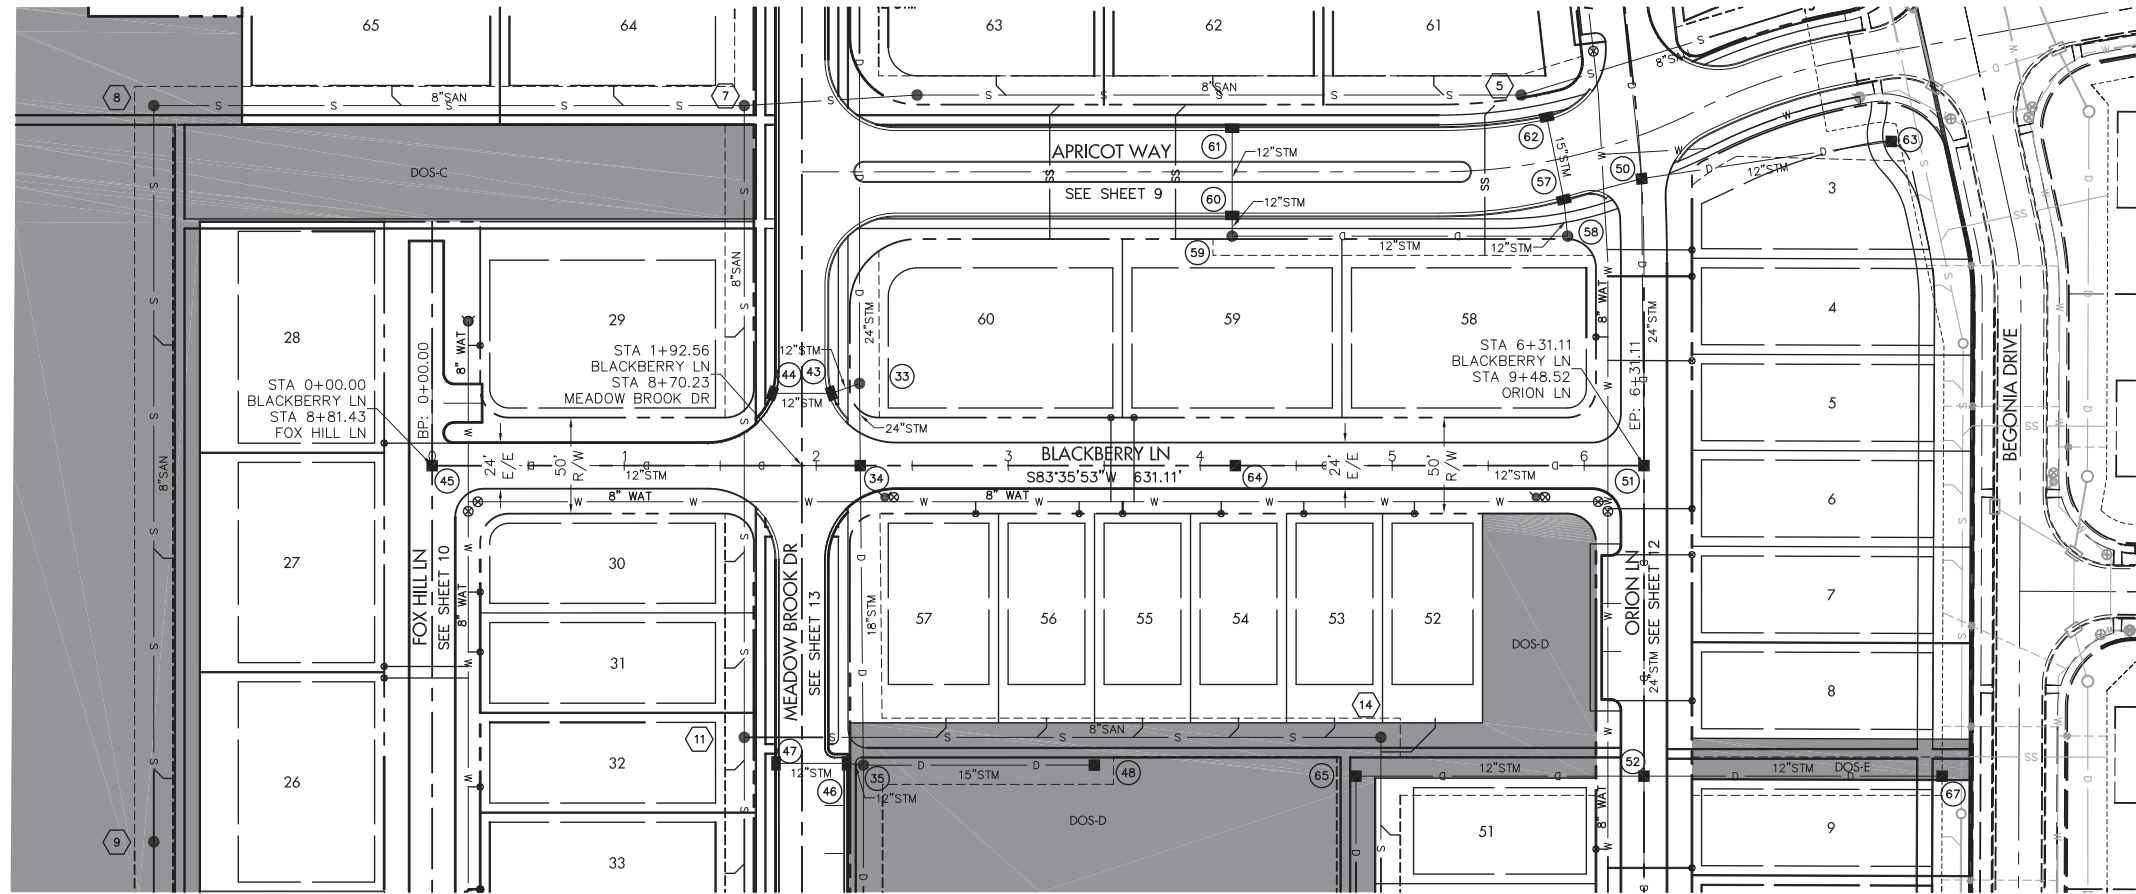 65
64
63
62
61
8
8"SAN
7
8"SAN
5
8"SAN
62
63
DOS-C
APRICOT WAY
61
12"STM
15"STM
50
12"STM
SEE SHEET 9
60
12"STM
57
3
59
12"STM
12"STM
58
8"SAN
28
29
60
59
58
4
8" WAT
24"STM
8" WAT
24"STM
BEGONIA DRIVE
STA 0+00.00
BLACKBERRY LN
STA 8+81.43
FOX HILL LN
BP: 0+00.00
STA 1+92.56
BLACKBERRY LN
STA 8+70.23
MEADOW BROOK DR
12"STM
44
43
12"STM
33
24"STM
STA 6+31.11
BLACKBERRY LN
STA 9+48.52
ORION LN
EP: 6+31.11
5
8"SAN
45
24'
E/E
50'
R/W
0
1
2
3
4
5
6
12"STM
BLACKBERRY LN
S83°35'53"W 631.11'
34
64
24'
E/E
50'
R/W
12"STM
51
8" WAT
8" WAT
6
27
30
57
56
55
54
53
52
7
FOX HILL LN
SEE SHEET 10
8" WAT
MEADOW BROOK DR
SEE SHEET 13
18"STM
DOS-D
ORION LN
24"STM SEE SHEET 12
31
14
8
11
8"SAN
26
32
47
12"STM
46
35
12"STM
15"STM
48
65
12"STM
52
12"STM
DOS-E
67
9
33
DOS-D
51
8" WAT
9